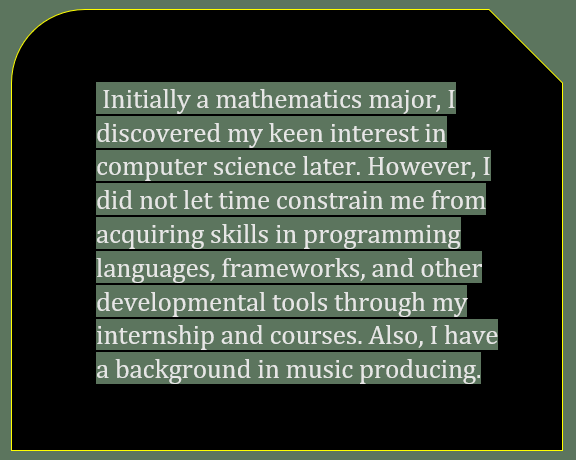 Initially a mathematics major, I
discovered my keen interest in
computer science later. However, I
did not let time constrain me from
acquiring skills in programming
languages, frameworks, and other
developmental tools through my
internship and courses. Also, I have
a background in music producing.